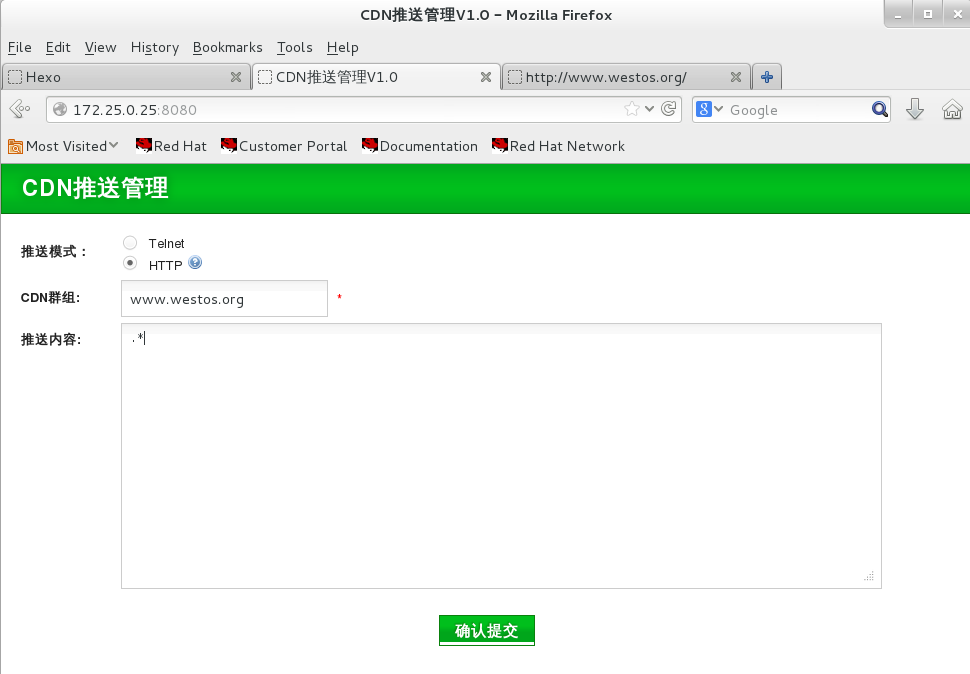 CDN推送管理V1.0 - Mozilla Firefox
File Edit View History Bookmarks Tools Help
Hexo CDN推送管理V1.0 http://www.westos.org/
172.25.0.25:8080 8 Google
Most Visited Red Hat Customer Portal Documentation Red Hat Network
CDN推送管理
推送模式： Telnet
HTTP ?
CDN群组: www.westos.org *
推送内容: .*
确认提交